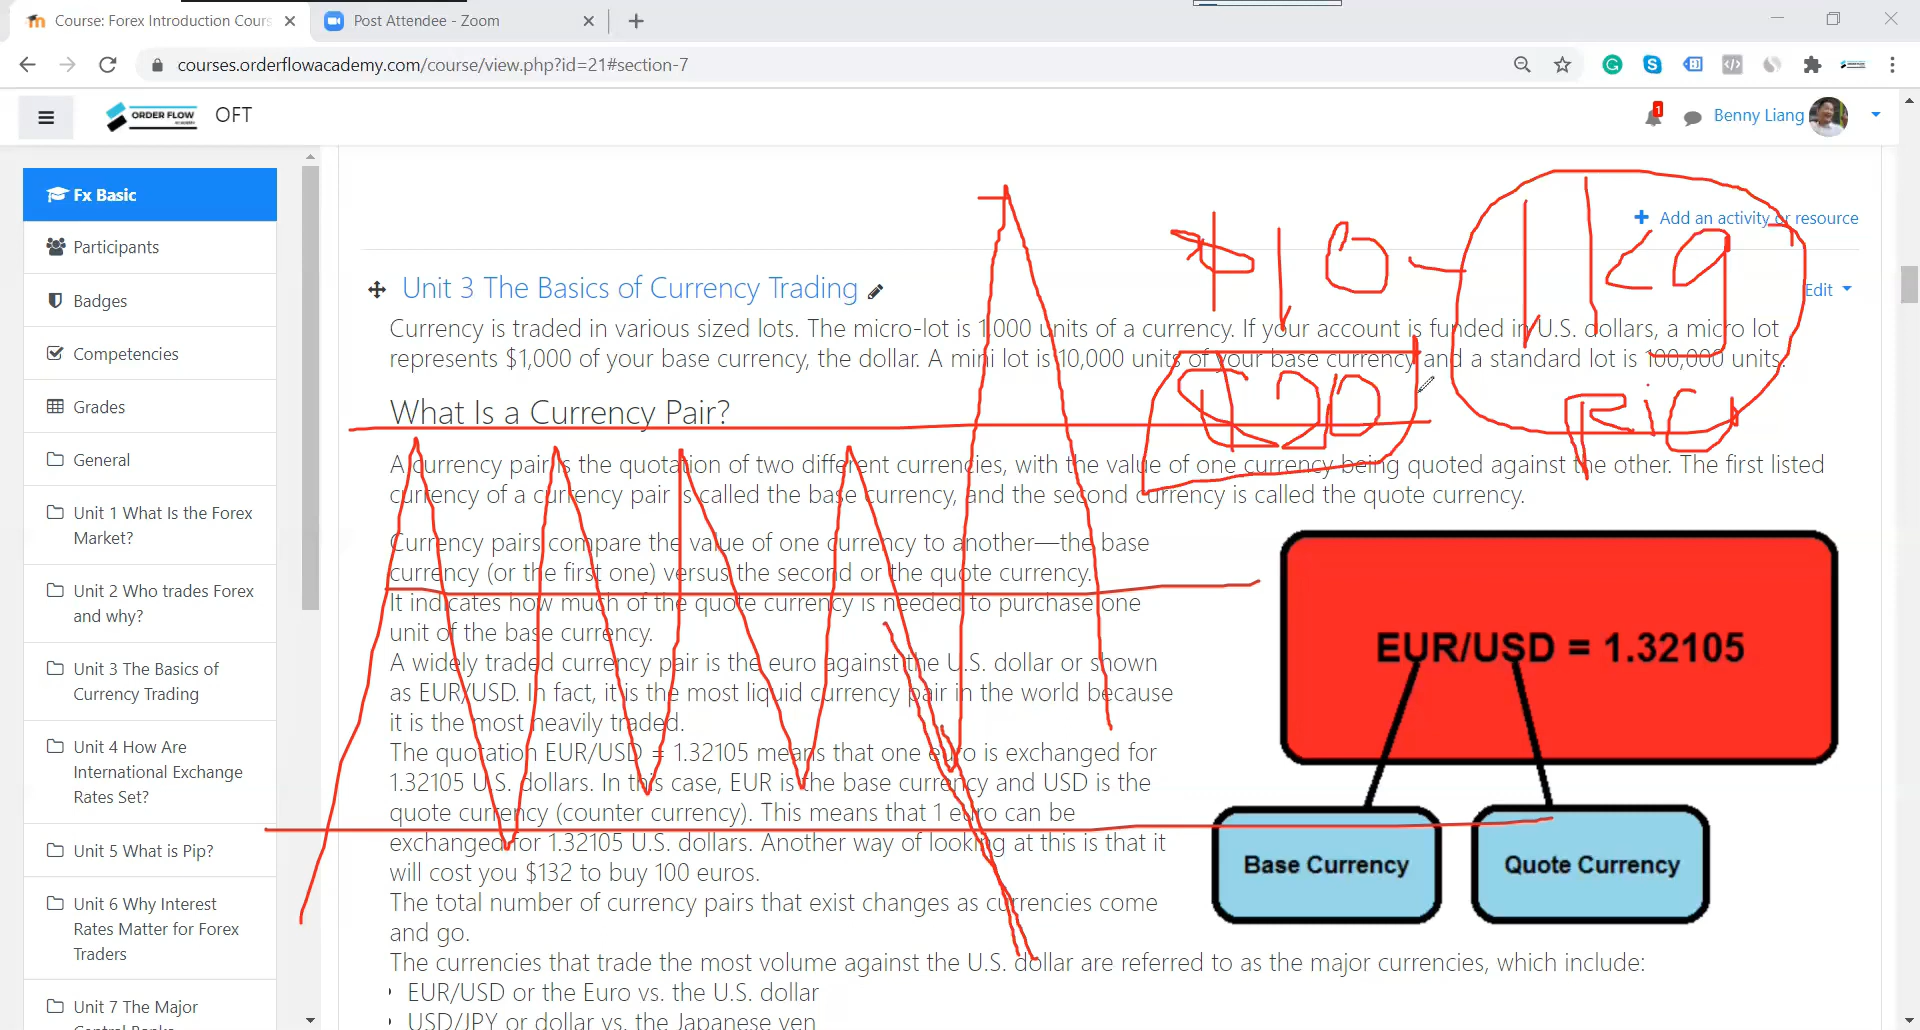 Course: Forex Introduction Cours
Post Attendee - Zoom
courses.orderflowacademy.com/course/view.php?id=21#section-7
ORDER FLOW
OFT
1
Benny Liang
Fx Basic
Participants
Badges
Competencies
Grades
General
Unit 1 What Is the Forex
Market?
Unit 2 Who trades Forex
and why?
Unit 3 The Basics of
Currency Trading
Unit 4 How Are
International Exchange
Rates Set?
Unit 5 What is Pip?
Unit 6 Why Interest
Rates Matter for Forex
Traders
Unit 7 The Major
Central Banks
Add an activity or resource
$10
Unit 3 The Basics of Currency Trading
Edit
Currency is traded in various sized lots. The micro-lot is 1,000 units of a currency. If your account is funded in U.S. dollars, a micro lot
represents $1,000 of your base currency, the dollar. A mini lot is 10,000 units of your base currency and a standard lot is 100,000 units.
$20
What Is a Currency Pair?
A currency pair is the quotation of two different currencies, with the value of one currency being quoted against the other. The first listed
currency of a currency pair is called the base currency, and the second currency is called the quote currency.
Currency pairs compare the value of one currency to another—the base
currency (or the first one) versus the second or the quote currency.
It indicates how much of the quote currency is needed to purchase one
unit of the base currency.
A widely traded currency pair is the euro against the U.S. dollar or shown
as EUR/USD. In fact, it is the most liquid currency pair in the world because
it is the most heavily traded.
The quotation EUR/USD = 1.32105 means that one euro is exchanged for
1.32105 U.S. dollars. In this case, EUR is the base currency and USD is the
quote currency (counter currency). This means that 1 euro can be
exchanged for 1.32105 U.S. dollars. Another way of looking at this is that it
will cost you $132 to buy 100 euros.
The total number of currency pairs that exist changes as currencies come
and go.
The currencies that trade the most volume against the U.S. dollar are referred to as the major currencies, which include:
EUR/USD or the Euro vs. the U.S. dollar
USD/JPY or dollar vs. the Japanese yen
EUR/USD = 1.32105
Base Currency
Quote Currency